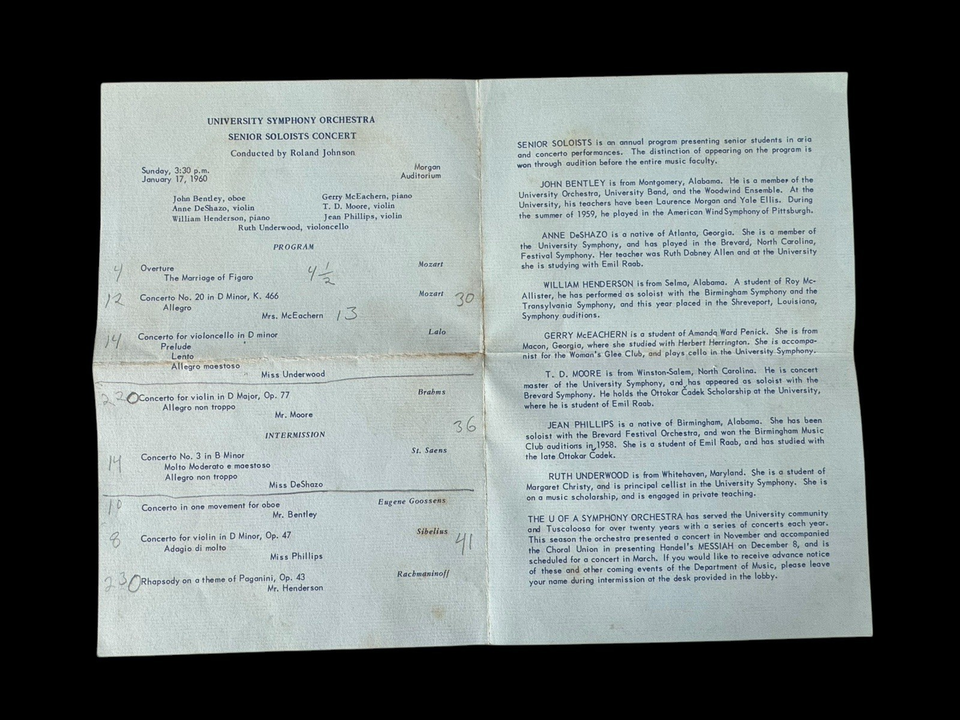 UNIVERSITY SYMPHONY ORCHESTRA
SENIOR SOLOISTS CONCERT
Conducted by Roland Johnson
Sunday, 3:30 p.m. Morgan
January 17, 1960 Auditorium
John Bentley, oboe Gerry McEachern, piano
Anne DeShazo, violin T. D. Moore, violin
William Henderson, piano Jean Phillips, violin
Ruth Underwood, violoncello
PROGRAM
4 Overture Mozart
The Marriage of Figaro 4 1/2
12 Concerto No. 20 in D Minor, K. 466 Mozart 30
Allegro
Mrs. McEachern 13
14 Concerto for violoncello in D minor Lalo
Prelude
Lento
Allegro maestoso
Miss Underwood
220 Concerto for violin in D Major, Op. 77 Brahms
Allegro non troppo
Mr. Moore
36
INTERMISSION
14 Concerto No. 3 in B Minor St. Saens
Molto Moderato e maestoso
Allegro non troppo
Miss DeShazo
10 Concerto in one movement for oboe Eugene Goossens
Mr. Bentley
8 Concerto for violin in D Minor, Op. 47 Sibelius 41
Adagio di molto
Miss Phillips
230 Rhapsody on a theme of Paganini, Op. 43 Rachmaninoff
Mr. Henderson
SENIOR SOLOISTS is an annual program presenting senior students in aria
and concerto performances. The distinction of appearing on the program is
won through audition before the entire music faculty.
JOHN BENTLEY is from Montgomery, Alabama. He is a member of the
University Orchestra, University Band, and the Woodwind Ensemble. At the
University, his teachers have been Laurence Morgan and Yale Ellis. During
the summer of 1959, he played in the American Wind Symphony of Pittsburgh.
ANNE DeSHAZO is a native of Atlanta, Georgia. She is a member of
the University Symphony, and has played in the Brevard, North Carolina,
Festival Symphony. Her teacher was Ruth Dabney Allen and at the University
she is studying with Emil Raab.
WILLIAM HENDERSON is from Selma, Alabama. A student of Roy Mc-
Allister, he has performed as soloist with the Birmingham Symphony and the
Transylvania Symphony, and this year placed in the Shreveport, Louisiana,
Symphony auditions.
GERRY McEACHERN is a student of Amanda Ward Penick. She is from
Macon, Georgia, where she studied with Herbert Herrington. She is accompa-
nist for the Woman's Glee Club, and plays cello in the University Symphony.
T. D. MOORE is from Winston-Salem, North Carolina. He is concert
master of the University Symphony, and has appeared as soloist with the
Brevard Symphony. He holds the Ottokar Cadek Scholarship at the University,
where he is student of Emil Raab.
JEAN PHILLIPS is a native of Birmingham, Alabama. She has been
soloist with the Brevard Festival Orchestra, and won the Birmingham Music
Club auditions in 1958. She is a student of Emil Raab, and has studied with
the late Ottokar Cadek.
RUTH UNDERWOOD is from Whitehaven, Maryland. She is a student of
Margaret Christy, and is principal cellist in the University Symphony. She is
on a music scholarship, and is engaged in private teaching.
THE U OF A SYMPHONY ORCHESTRA has served the University community
and Tuscaloosa for over twenty years with a series of concerts each year.
This season the orchestra presented a concert in November and accompanied
the Choral Union in presenting Handel's MESSIAH on December 8, and is
scheduled for a concert in March. If you would like to receive advance notice
of these and other coming events of the Department of Music, please leave
your name during intermission at the desk provided in the lobby.